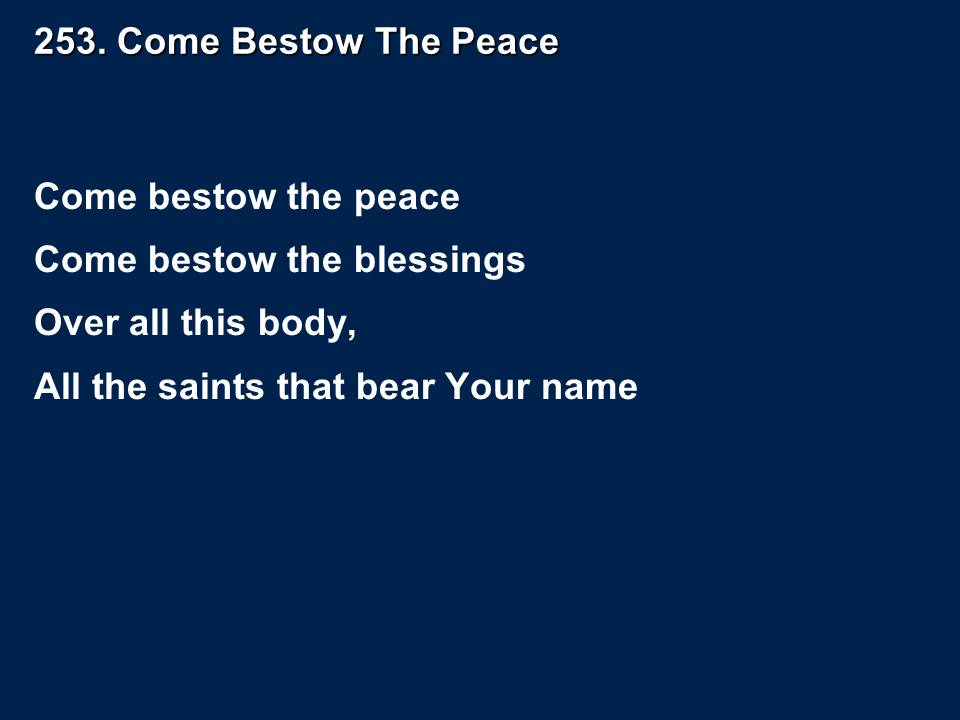 253. Come Bestow The Peace
Come bestow the peace
Come bestow the blessings
Over all this body,
All the saints that bear Your name